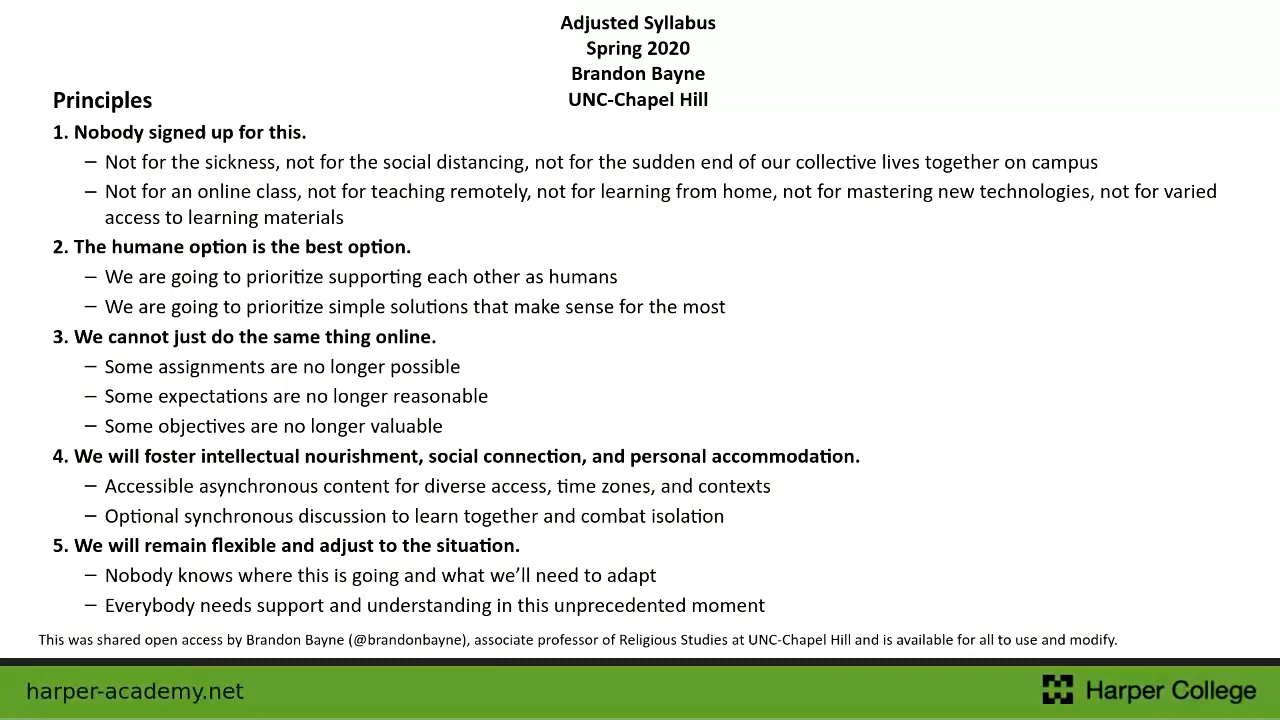 Adjusted Syllabus
Spring 2020
Brandon Bayne
UNC-Chapel Hill
Principles
1. Nobody signed up for this.
– Not for the sickness, not for the social distancing, not for the sudden end of our collective lives together on campus
– Not for an online class, not for teaching remotely, not for learning from home, not for mastering new technologies, not for varied
access to learning materials
2. The humane option is the best option.
– We are going to prioritize supporting each other as humans
– We are going to prioritize simple solutions that make sense for the most
3. We cannot just do the same thing online.
– Some assignments are no longer possible
– Some expectations are no longer reasonable
– Some objectives are no longer valuable
4. We will foster intellectual nourishment, social connection, and personal accommodation.
– Accessible asynchronous content for diverse access, time zones, and contexts
– Optional synchronous discussion to learn together and combat isolation
5. We will remain flexible and adjust to the situation.
– Nobody knows where this is going and what we’ll need to adapt
– Everybody needs support and understanding in this unprecedented moment
This was shared open access by Brandon Bayne (@brandonbayne), associate professor of Religious Studies at UNC-Chapel Hill and is available for all to use and modify.
harper-academy.net
Harper College